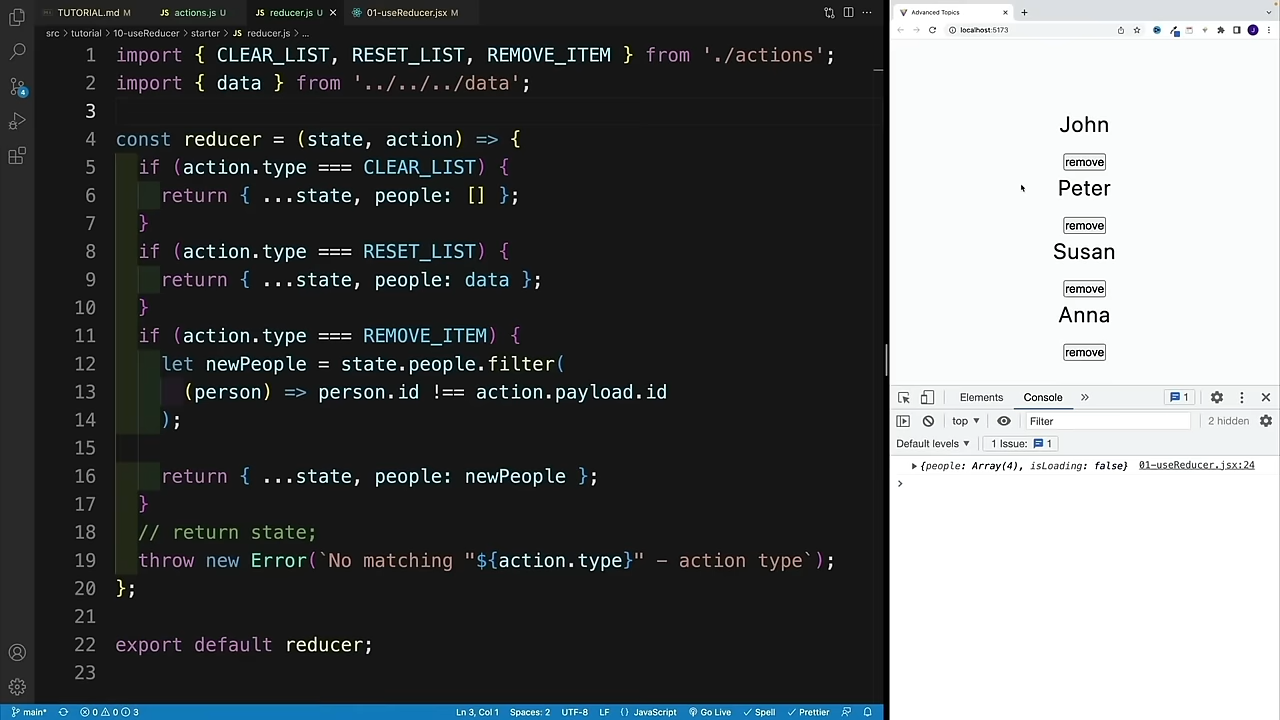 TUTORIAL.md M
actions.js U
reducer.js U
01-useReducer.jsx M
src > tutorial > 10-useReducer > starter > reducer.js > ...
1 import { CLEAR_LIST, RESET_LIST, REMOVE_ITEM } from './actions';
2 import { data } from '../../../data';
3
4 const reducer = (state, action) => {
5 if (action.type === CLEAR_LIST) {
6 return { ...state, people: [] };
7 }
8 if (action.type === RESET_LIST) {
9 return { ...state, people: data };
10 }
11 if (action.type === REMOVE_ITEM) {
12 let newPeople = state.people.filter(
13 (person) => person.id !== action.payload.id
14 );
15
16 return { ...state, people: newPeople };
17 }
18 // return state;
19 throw new Error(`No matching "${action.type}" - action type`);
20 };
21
22 export default reducer;
23
4
main*
0 0 3
Ln 3, Col 1
Spaces: 2
UTF-8
LF
{ } JavaScript
Go Live
Spell
Prettier
Advanced Topics
localhost:5173
J
John
remove
Peter
remove
Susan
remove
Anna
remove
Elements
Console
1
top
Filter
2 hidden
Default levels
1 Issue: 1
{people: Array(4), isLoading: false}
01-useReducer.jsx:24